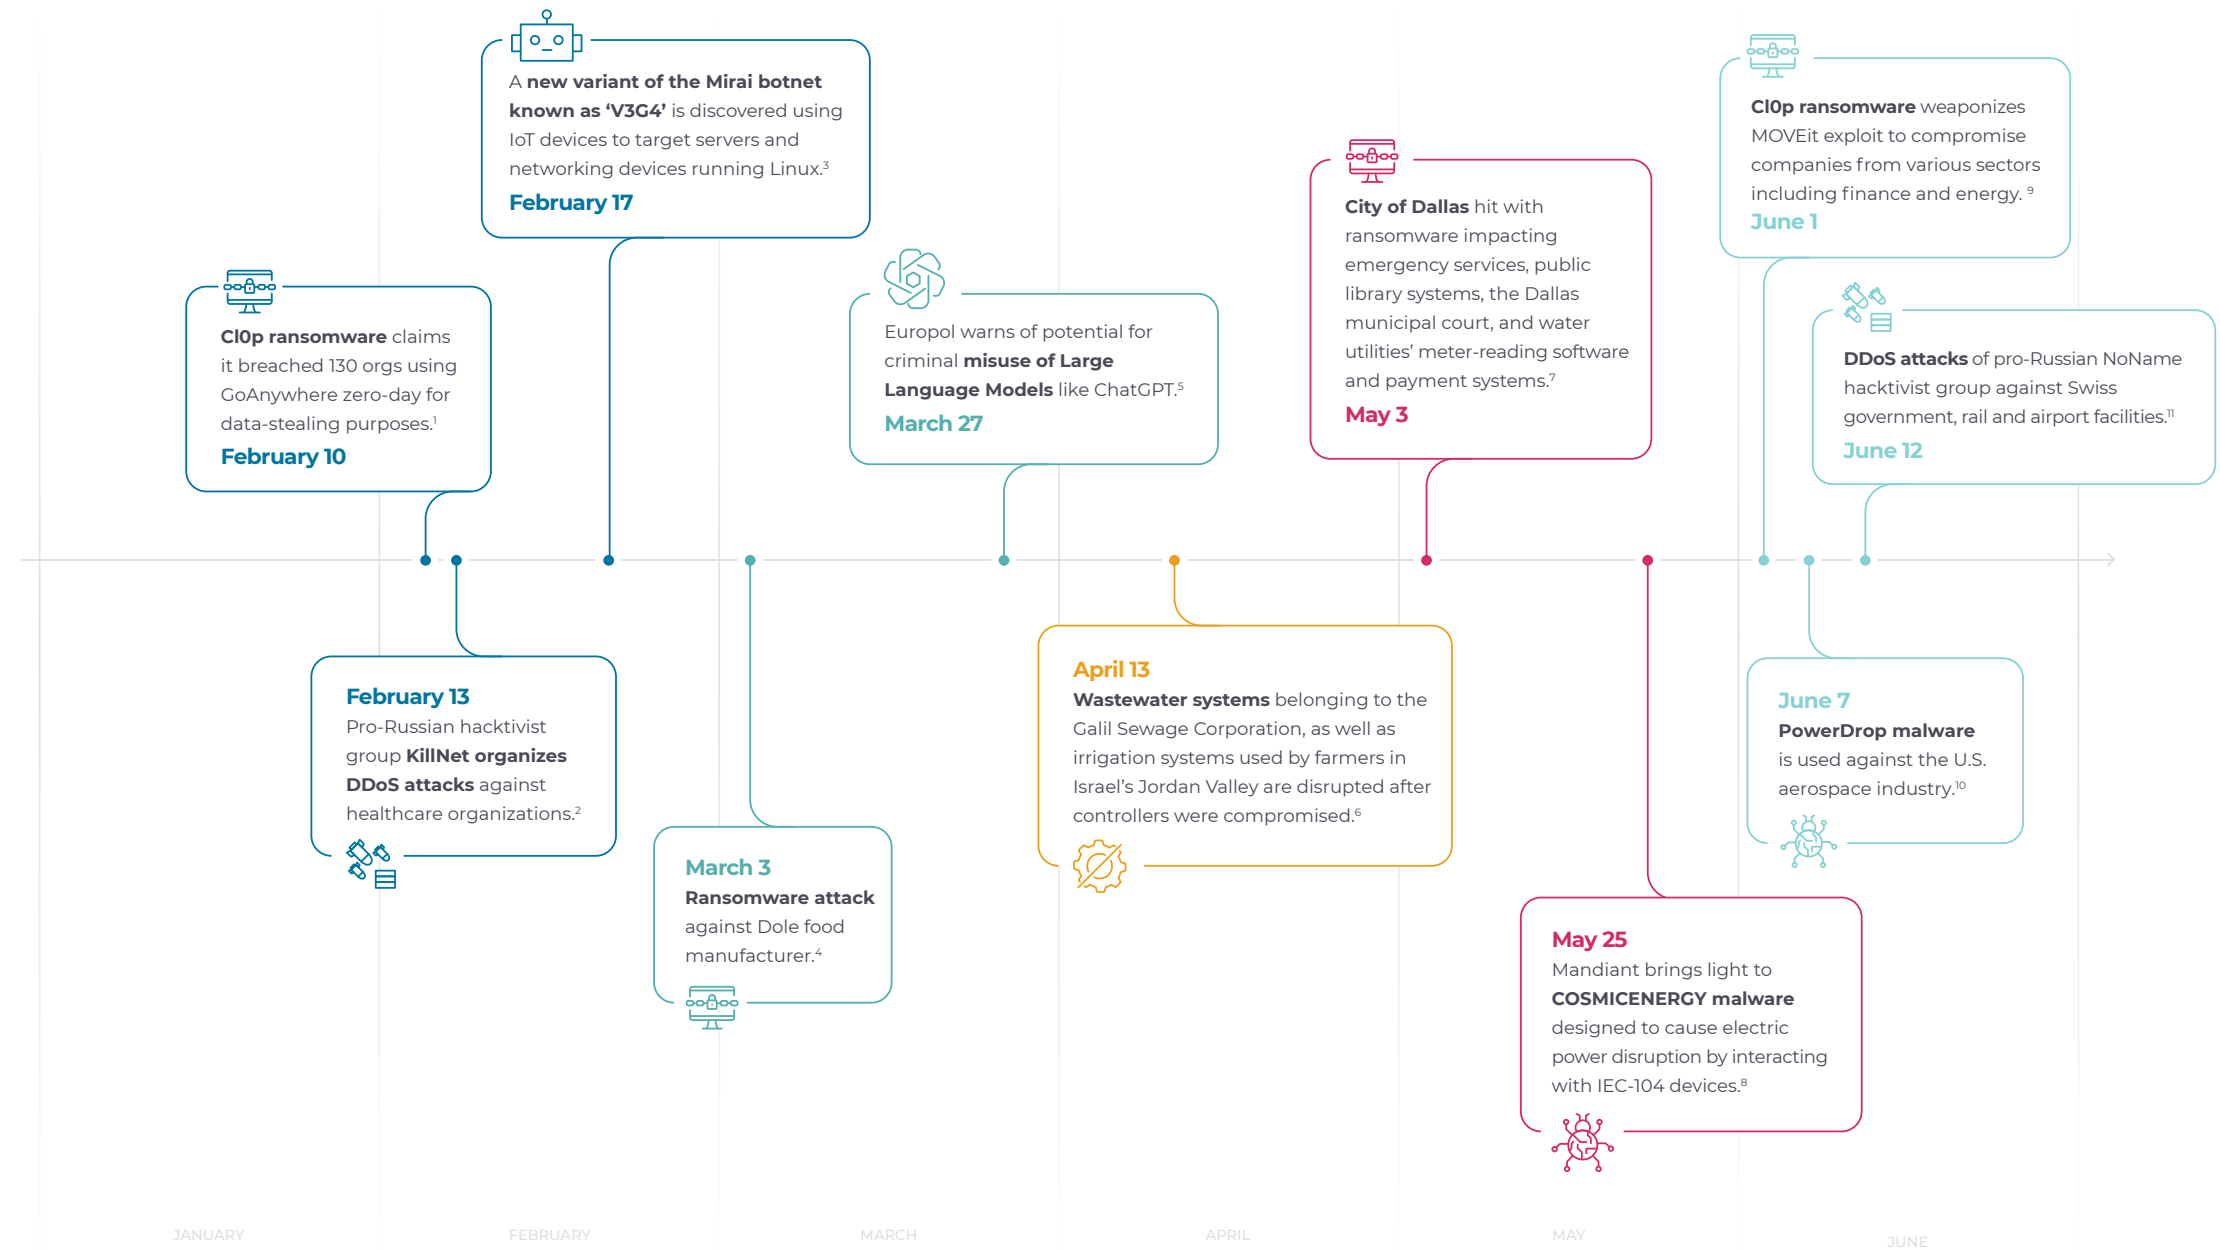 A new variant of the Mirai botnet
known as ‘V3G4’ is discovered using
IoT devices to target servers and
networking devices running Linux.³
February 17
Cl0p ransomware weaponizes
MOVEit exploit to compromise
companies from various sectors
including finance and energy. ⁹
June 1
City of Dallas hit with
ransomware impacting
emergency services, public
library systems, the Dallas
municipal court, and water
utilities’ meter-reading software
and payment systems.⁷
May 3
Cl0p ransomware claims
it breached 130 orgs using
GoAnywhere zero-day for
data-stealing purposes.¹
February 10
Europol warns of potential for
criminal misuse of Large
Language Models like ChatGPT.⁵
March 27
DDoS attacks of pro-Russian NoName
hacktivist group against Swiss
government, rail and airport facilities.¹¹
June 12
February 13
Pro-Russian hacktivist
group KillNet organizes
DDoS attacks against
healthcare organizations.²
March 3
Ransomware attack
against Dole food
manufacturer.⁴
April 13
Wastewater systems belonging to the
Galil Sewage Corporation, as well as
irrigation systems used by farmers in
Israel’s Jordan Valley are disrupted after
controllers were compromised.⁶
June 7
PowerDrop malware
is used against the U.S.
aerospace industry.¹⁰
May 25
Mandiant brings light to
COSMICENERGY malware
designed to cause electric
power disruption by interacting
with IEC-104 devices.⁸
JANUARY
FEBRUARY
MARCH
APRIL
MAY
JUNE